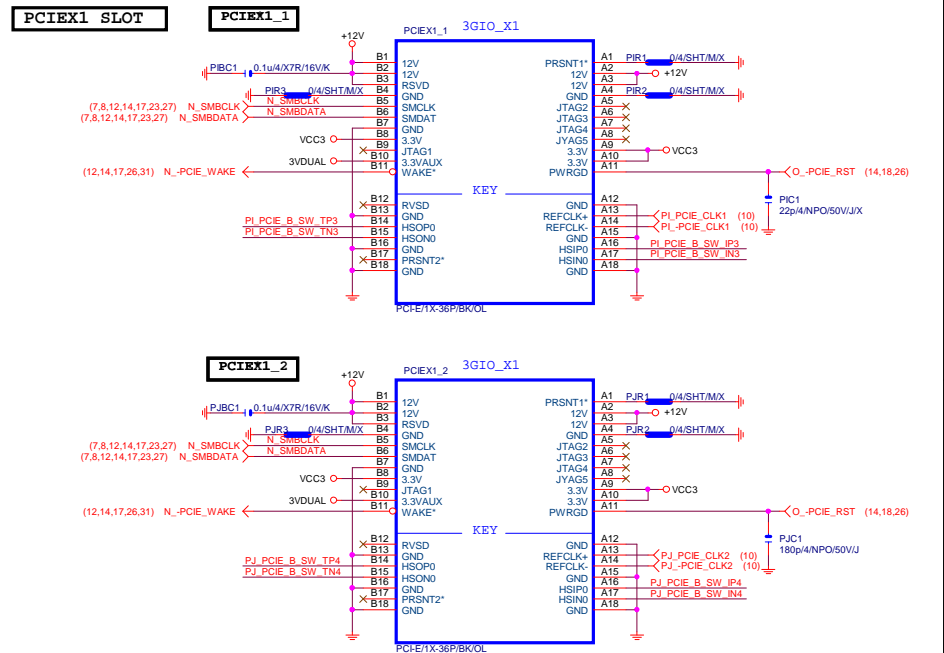 PCIEX1 SLOT
PCIEX1_1
PCIEX1_1 3GIO_X1
+12V
B1 12V PRSNT1* A1 PIR1 0/4/SHT/M/X
PIBC1 0.1u/4/X7R/16V/K B2 12V 12V A2 +12V
B3 RSVD 12V A3
PIR3 0/4/SHT/M/X B4 GND GND A4 PIR2 0/4/SHT/M/X
(7,8,12,14,17,23,27) N_SMBCLK N_SMBCLK B5 SMCLK JTAG2 A5
(7,8,12,14,17,23,27) N_SMBDATA N_SMBDATA B6 SMDAT JTAG3 A6
B7 GND JTAG4 A7
VCC3 B8 3.3V JYAG5 A8
B9 JTAG1 3.3V A9 VCC3
3VDUAL B10 3.3VAUX 3.3V A10
(12,14,17,26,31) N_-PCIE_WAKE B11 WAKE* PWRGD A11 O_-PCIE_RST (14,18,26)
KEY
PIC1
22p/4/NPO/50V/J/X
B12 RVSD GND A12
B13 GND REFCLK+ A13 PI_PCIE_CLK1 (10)
PI_PCIE_B_SW_TP3 B14 HSOP0 REFCLK- A14 PI_-PCIE_CLK1 (10)
PI_PCIE_B_SW_TN3 B15 HSON0 GND A15
B16 GND HSIP0 A16 PI_PCIE_B_SW_IP3
B17 PRSNT2* HSIN0 A17 PI_PCIE_B_SW_IN3
B18 GND GND A18
PCI-E/1X-36P/BK/OL
PCIEX1_2
PCIEX1_2 3GIO_X1
+12V
B1 12V PRSNT1* A1 PJR1 0/4/SHT/M/X
PJBC1 0.1u/4/X7R/16V/K B2 12V 12V A2 +12V
B3 RSVD 12V A3
PJR3 0/4/SHT/M/X B4 GND GND A4 PJR2 0/4/SHT/M/X
(7,8,12,14,17,23,27) N_SMBCLK N_SMBCLK B5 SMCLK JTAG2 A5
(7,8,12,14,17,23,27) N_SMBDATA N_SMBDATA B6 SMDAT JTAG3 A6
B7 GND JTAG4 A7
VCC3 B8 3.3V JYAG5 A8
B9 JTAG1 3.3V A9 VCC3
3VDUAL B10 3.3VAUX 3.3V A10
(12,14,17,26,31) N_-PCIE_WAKE B11 WAKE* PWRGD A11 O_-PCIE_RST (14,18,26)
KEY
PJC1
180p/4/NPO/50V/J
B12 RVSD GND A12
B13 GND REFCLK+ A13 PJ_PCIE_CLK2 (10)
PJ_PCIE_B_SW_TP4 B14 HSOP0 REFCLK- A14 PJ_-PCIE_CLK2 (10)
PJ_PCIE_B_SW_TN4 B15 HSON0 GND A15
B16 GND HSIP0 A16 PJ_PCIE_B_SW_IP4
B17 PRSNT2* HSIN0 A17 PJ_PCIE_B_SW_IN4
B18 GND GND A18
PCI-E/1X-36P/BK/OL